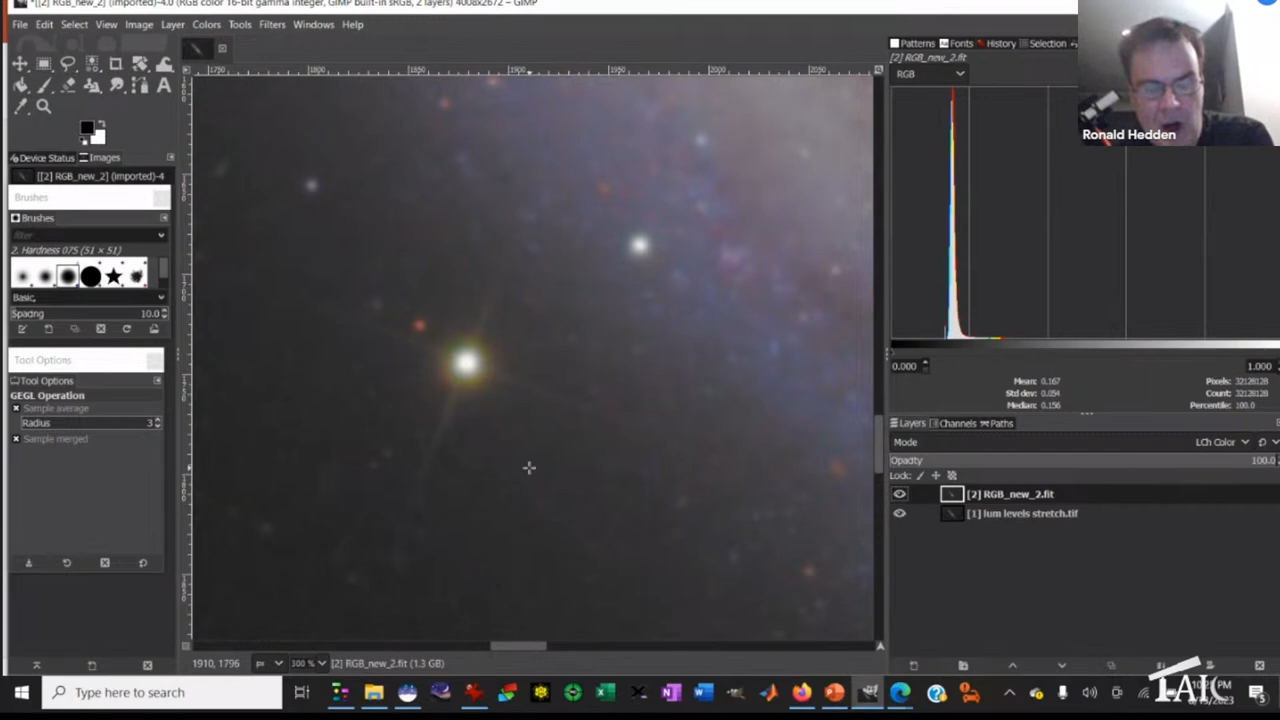 *[[2] RGB_new_2] (imported)-4.0 (RGB color 16-bit gamma integer, GIMP built-in sRGB, 2 layers) 4008x2672 – GIMP
File Edit Select View Image Layer Colors Tools Filters Windows Help
Patterns Fonts History Selection
[2] RGB_new_2.fit
RGB
Ronald Hedden
1750 1800 1850 1900 1950 2000 2050
Device Status Images
[[2] RGB_new_2] (imported)-4
Brushes
Brushes
filter
2. Hardness 075 (51 × 51)
Basic,
Spacing 10.0
Tool Options
Tool Options
GEGL Operation
Sample average
Radius 3
Sample merged
0.000 1.000
Mean: 0.167 Pixels: 32128128
Std dev: 0.054 Count: 32128128
Median: 0.156 Percentile: 100.0
Layers Channels Paths
Mode LCh Color
Opacity 100.0
Lock:
[2] RGB_new_2.fit
[1] lum levels stretch.tif
1910, 1796 px 300 % [2] RGB_new_2.fit (1.3 GB)
Type here to search
TAIC
PM